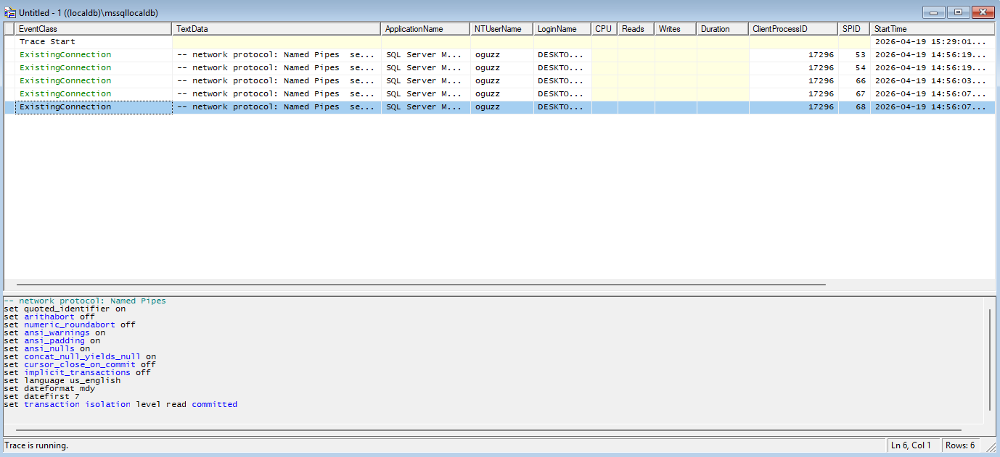 Untitled - 1 ((localdb)\mssqllocaldb)
EventClass TextData ApplicationName NTUserName LoginName CPU Reads Writes Duration ClientProcessID SPID StartTime
Trace Start 2026-04-19 15:29:01...
ExistingConnection -- network protocol: Named Pipes se... SQL Server M... oguzz DESKTO... 17296 53 2026-04-19 14:56:19...
ExistingConnection -- network protocol: Named Pipes se... SQL Server M... oguzz DESKTO... 17296 54 2026-04-19 14:56:19...
ExistingConnection -- network protocol: Named Pipes se... SQL Server M... oguzz DESKTO... 17296 66 2026-04-19 14:56:03...
ExistingConnection -- network protocol: Named Pipes se... SQL Server M... oguzz DESKTO... 17296 67 2026-04-19 14:56:07...
ExistingConnection -- network protocol: Named Pipes se... SQL Server M... oguzz DESKTO... 17296 68 2026-04-19 14:56:07...
-- network protocol: Named Pipes
set quoted_identifier on
set arithabort off
set numeric_roundabort off
set ansi_warnings on
set ansi_padding on
set ansi_nulls on
set concat_null_yields_null on
set cursor_close_on_commit off
set implicit_transactions off
set language us_english
set dateformat mdy
set datefirst 7
set transaction isolation level read committed
Trace is running. Ln 6, Col 1 Rows: 6